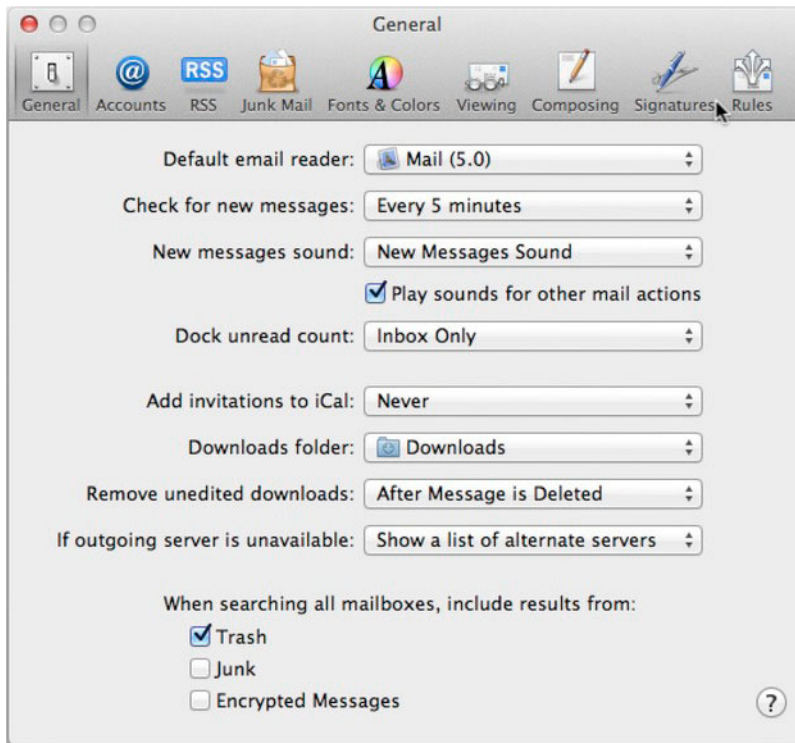 General
General Accounts RSS RSS Junk Mail A Fonts & Colors Viewing Composing Signatures Rules
Default email reader: Mail (5.0)
Check for new messages: Every 5 minutes
New messages sound: New Messages Sound
Play sounds for other mail actions
Dock unread count: Inbox Only
Add invitations to iCal: Never
Downloads folder: Downloads
Remove unedited downloads: After Message is Deleted
If outgoing server is unavailable: Show a list of alternate servers
When searching all mailboxes, include results from:
Trash
Junk
Encrypted Messages
?